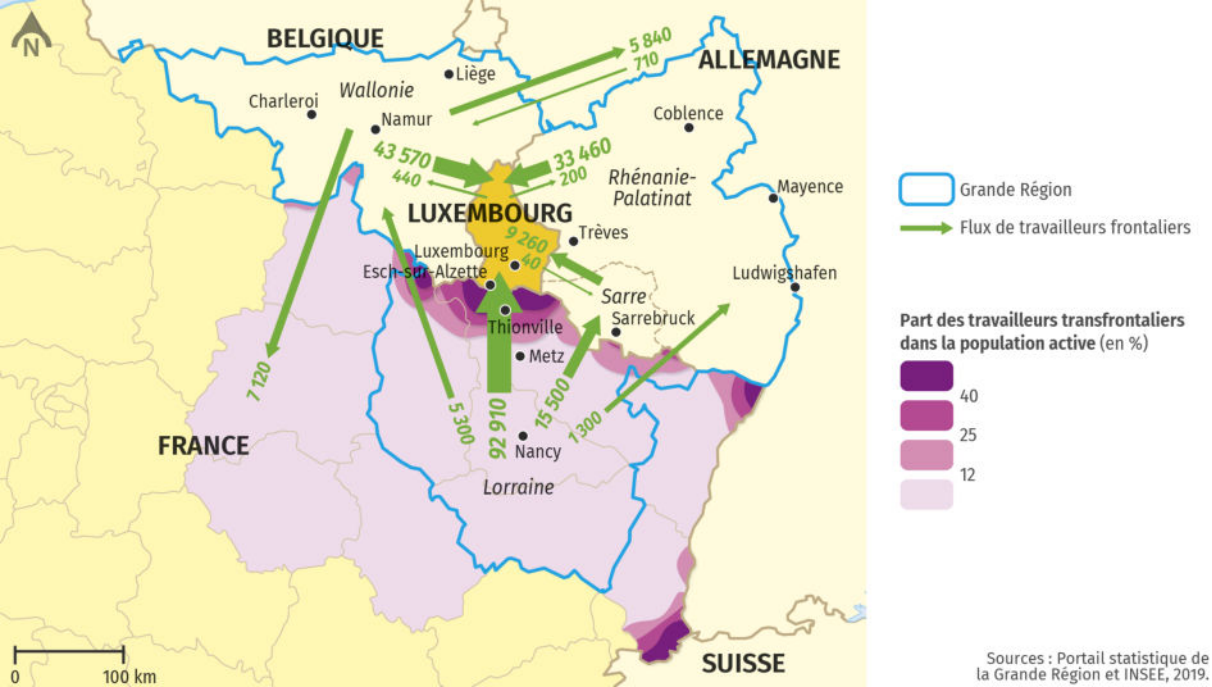 N
BELGIQUE
5 840
710
ALLEMAGNE
Liège
Wallonie
Charleroi
Namur
Coblence
43 570
440
33 460
200
Rhénanie-
Palatinat
Mayence
LUXEMBOURG
9 260
40
Trèves
Luxembourg
Esch-sur-Alzette
Ludwigshafen
Sarre
Sarrebruck
Thionville
Metz
7 120
5 300
92 910
15 500
1 300
FRANCE
Nancy
Lorraine
SUISSE
0
100 km
Grande Région
Flux de travailleurs frontaliers
Part des travailleurs transfrontaliers
dans la population active (en %)
40
25
12
Sources : Portail statistique de
la Grande Région et INSEE, 2019.